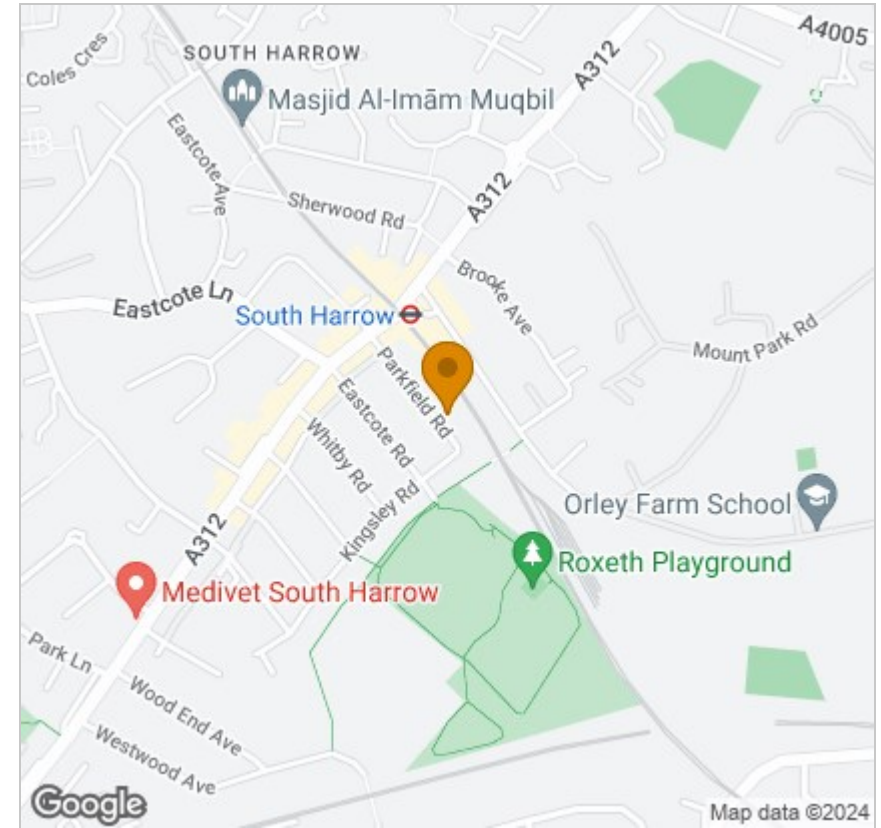 A4005
SOUTH HARROW
Coles Cres
A312
Masjid Al-Imām Muqbil
Eastcote Ave
A312
Sherwood Rd
Brooke Ave
Eastcote Ln
South Harrow
Mount Park Rd
Parkfield Rd
Eastcote Rd
Whitby Rd
Kingsley Rd
Orley Farm School
A312
Roxeth Playground
Medivet South Harrow
Park Ln
Wood End Ave
Westwood Ave
Google
Map data ©2024